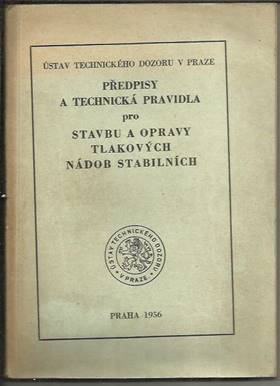 ÚSTAV TECHNICKÉHO DOZORU V PRAZE
PŘEDPISY
A TECHNICKÁ PRAVIDLA
pro
STAVBU A OPRAVY
TLAKOVÝCH
NÁDOB STABILNÍCH
ÚSTAV TECHNICKÉHO DOZORU
V PRAZE
PRAHA 1956